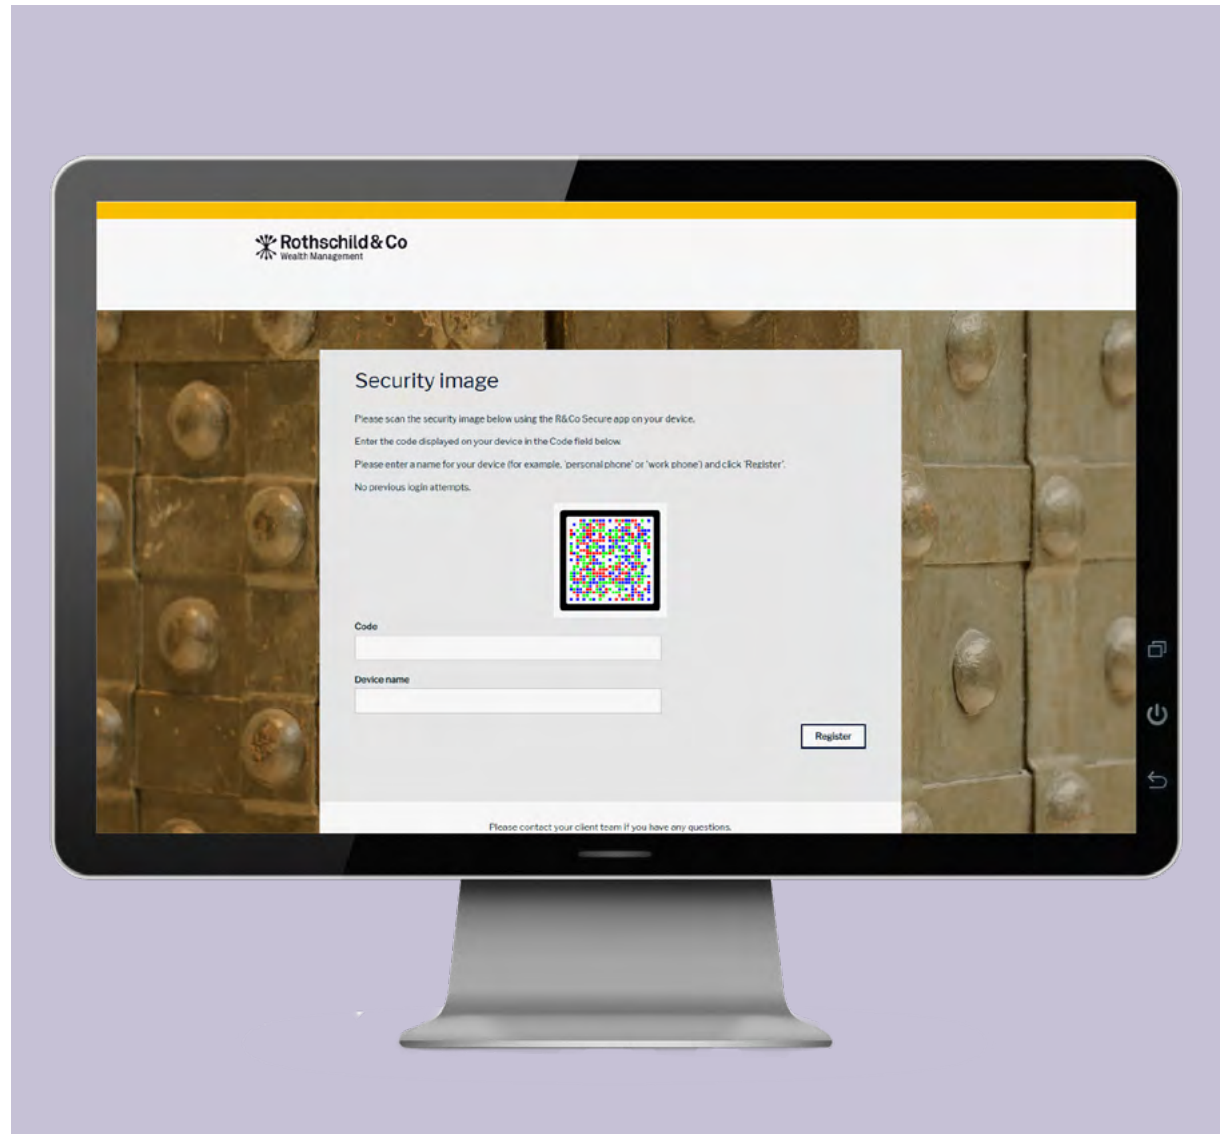 Rothschild & Co
Wealth Management
Security image
Please scan the security image below using the R&Co Secure app on your device.
Enter the code displayed on your device in the Code field below.
Please enter a name for your device (for example, 'personal phone' or 'work phone') and click 'Register'.
No previous login attempts.
Code
Device name
Register
Please contact your client team if you have any questions.